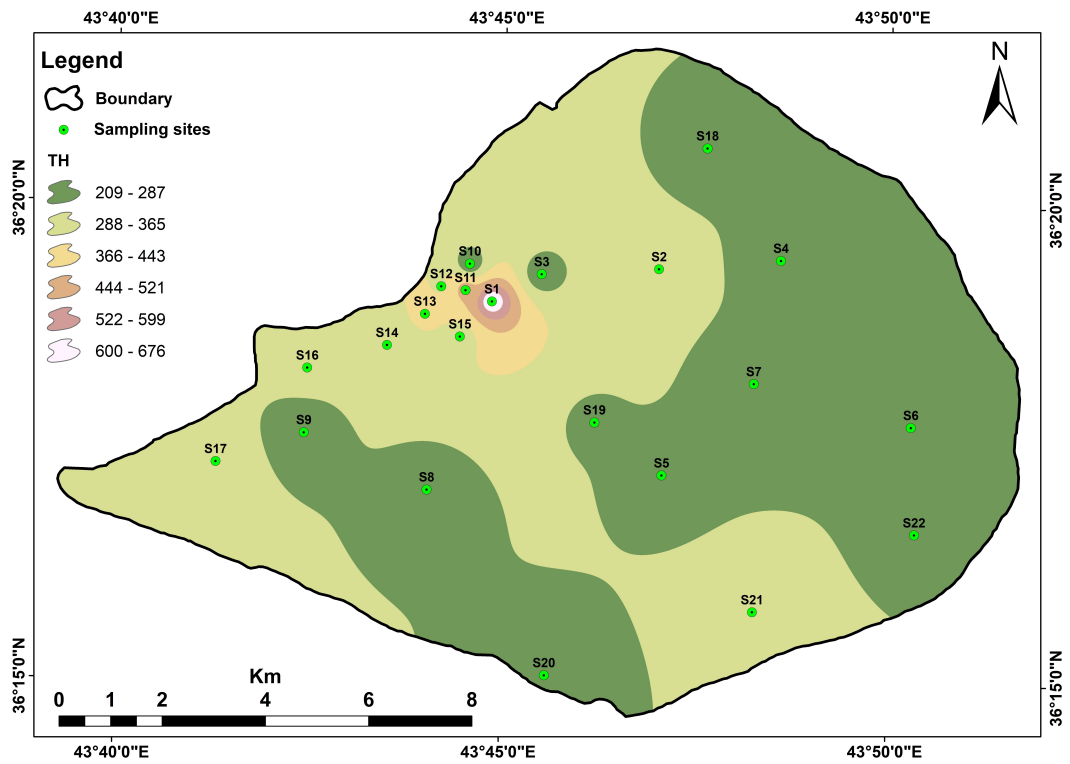 43°40'0"E 43°45'0"E 43°50'0"E
Legend
N
Boundary
Sampling sites
TH
209 - 287
288 - 365
366 - 443
444 - 521
522 - 599
600 - 676
36°20'0"N
36°20'0"N
S18
S10
S3
S2
S4
S12
S11
S1
S13
S15
S14
S16
S7
S19
S6
S9
S17
S5
S8
S22
S21
S20
36°15'0"N
36°15'0"N
Km
0 1 2 4 6 8
43°40'0"E 43°45'0"E 43°50'0"E